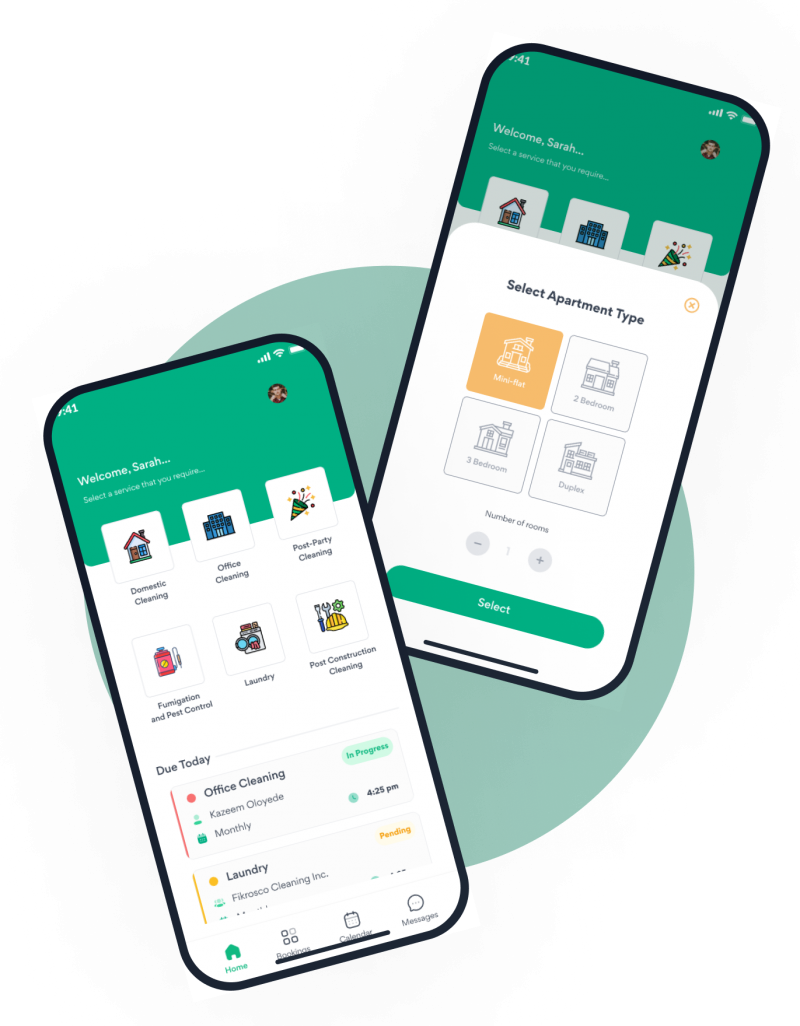 9:41
Welcome, Sarah...
Select a service that you require...
Select Apartment Type
Mini-flat
2 Bedroom
3 Bedroom
Duplex
Number of rooms
1
Select
:41
Welcome, Sarah...
Select a service that you require...
Domestic
Cleaning
Office
Cleaning
Post-Party
Cleaning
Fumigation
and Pest Control
Laundry
Post Construction
Cleaning
Due Today
Office Cleaning
In Progress
Kazeem Oloyede
4:25 pm
Monthly
Laundry
Pending
Fikrosco Cleaning Inc.
Home
Bookings
Calendar
Messages